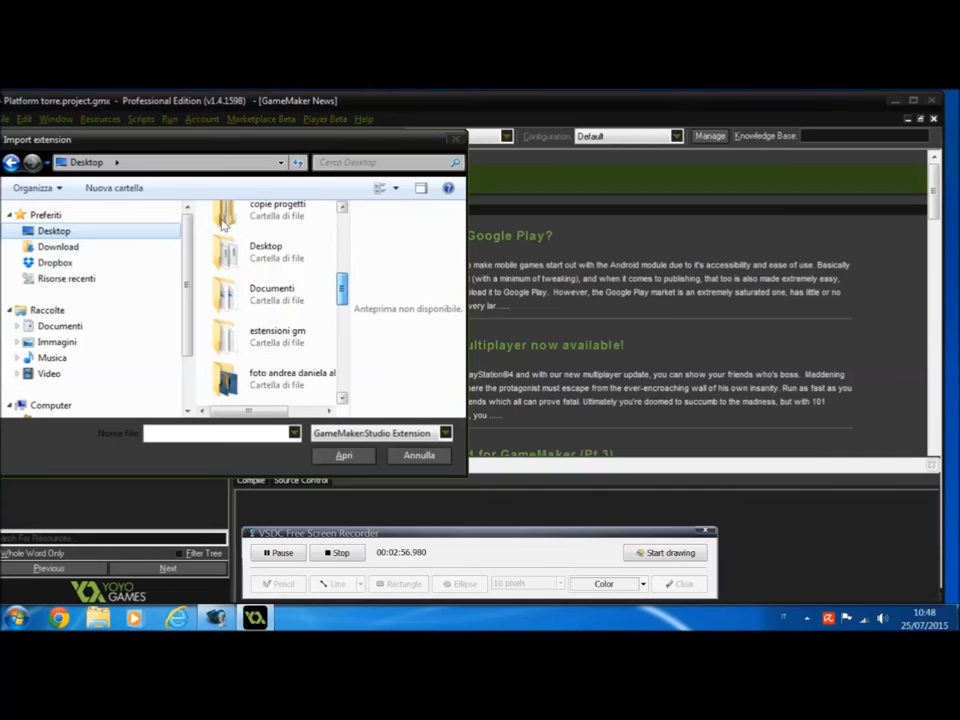 Platform torre.project.gmx - Professional Edition (v1.4.1598) - [GameMaker News]
Edit Window Resources Scripts Run Account Marketplace Beta Player Beta Help
Import extension
Configuration: Default Manage Knowledge Base:
Desktop
Cerca Desktop
Organizza Nuova cartella
Preferiti
Desktop
Download
Dropbox
Risorse recenti
Raccolte
Documenti
Immagini
Musica
Video
Computer
copie progetti
Cartella di file
Desktop
Cartella di file
Documenti
Cartella di file
estensioni gm
Cartella di file
foto andrea daniela al
Cartella di file
Anteprima non disponibile.
Nome file:
GameMaker:Studio Extension
Apri Annulla
Google Play?
make mobile games start out with the Android module due to it's accessibility and ease of use. Basically
(with a minimum of tweaking), and when it comes to publishing, that too is also made extremely easy,
load it to Google Play. However, the Google Play market is an extremely saturated one, has little or no
very lar......
ultiplayer now available!
ayStation®4 and with our new multiplayer update, you can show your friends who's boss. Maddening
here the protagonist must escape from the ever-encroaching wall of his own insanity. Run as fast as you
ends which all can prove fatal. Ultimately you're doomed to succumb to the madness, but with 101
, you ......
d for GameMaker (Pt.3)
Compile Source Control
Search For Resources...
Whole Word Only Filter Tree
Previous Next
YOYO
GAMES
VSDC Free Screen Recorder
Pause Stop 00:02:56.980 Start drawing
Pencil Line Rectangle Ellipse 10 pixels Color Clear
IT
10:48
25/07/2015